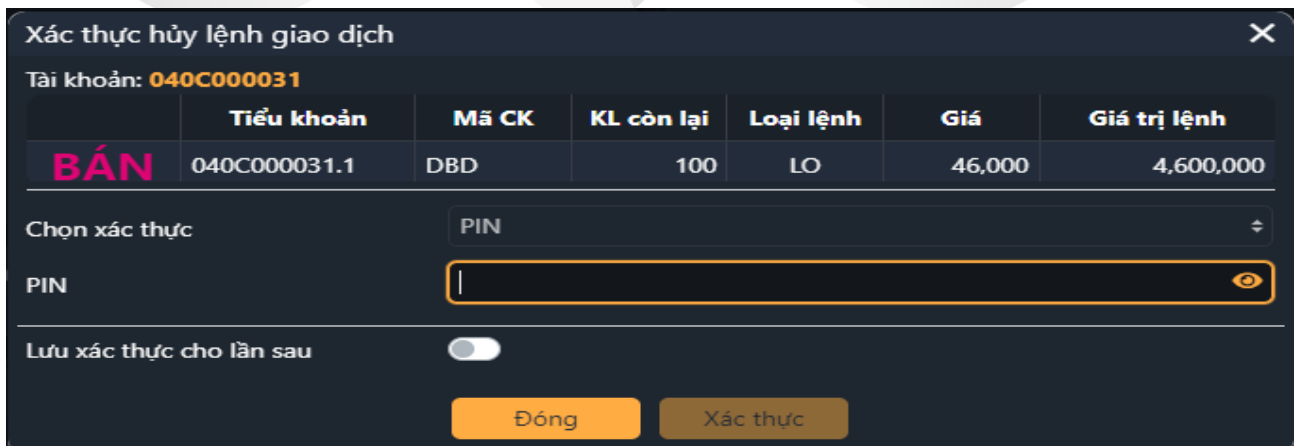 Xác thực hủy lệnh giao dịch
Tài khoản: 040C000031
Tiểu khoản Mã CK KL còn lại Loại lệnh Giá Giá trị lệnh
BÁN 040C000031.1 DBD 100 LO 46,000 4,600,000
Chọn xác thực PIN
PIN
Lưu xác thực cho lần sau
Đóng Xác thực